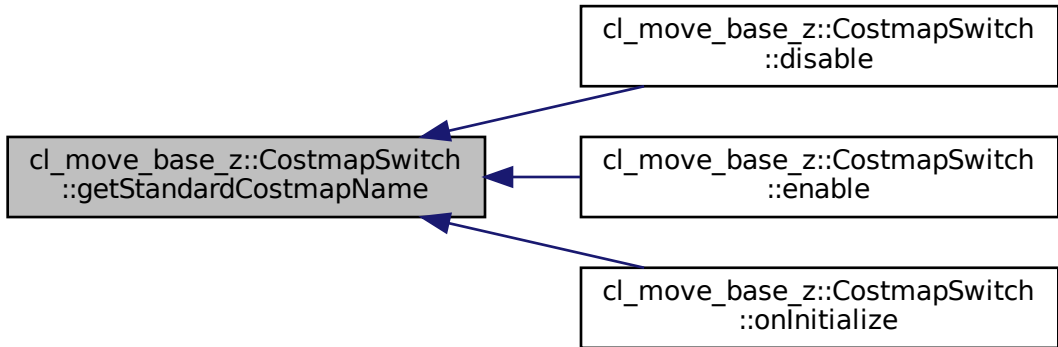 cl_move_base_z::CostmapSwitch
::disable
cl_move_base_z::CostmapSwitch
::getStandardCostmapName
cl_move_base_z::CostmapSwitch
::enable
cl_move_base_z::CostmapSwitch
::onInitialize